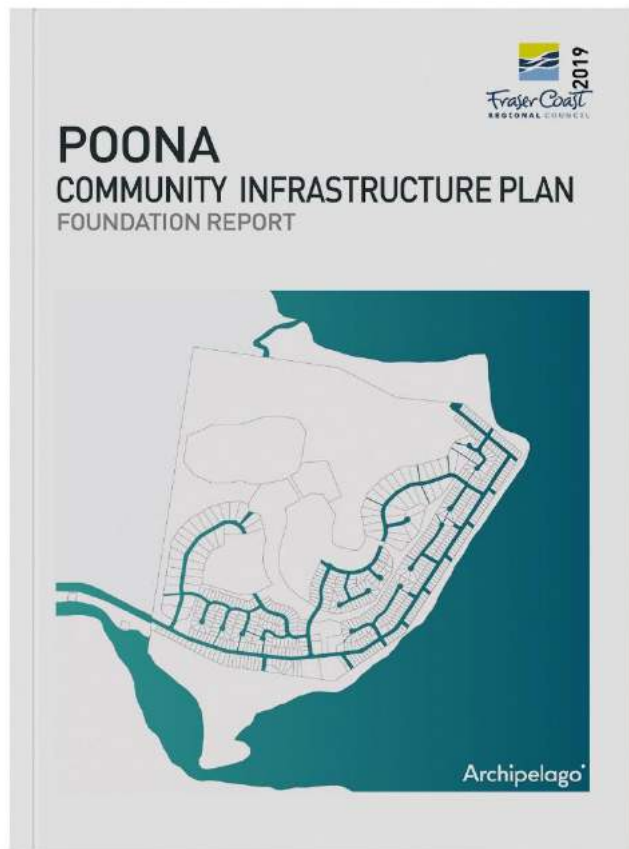 2019
Fraser Coast
REGIONAL COUNCIL
POONA
COMMUNITY INFRASTRUCTURE PLAN
FOUNDATION REPORT
Archipelago